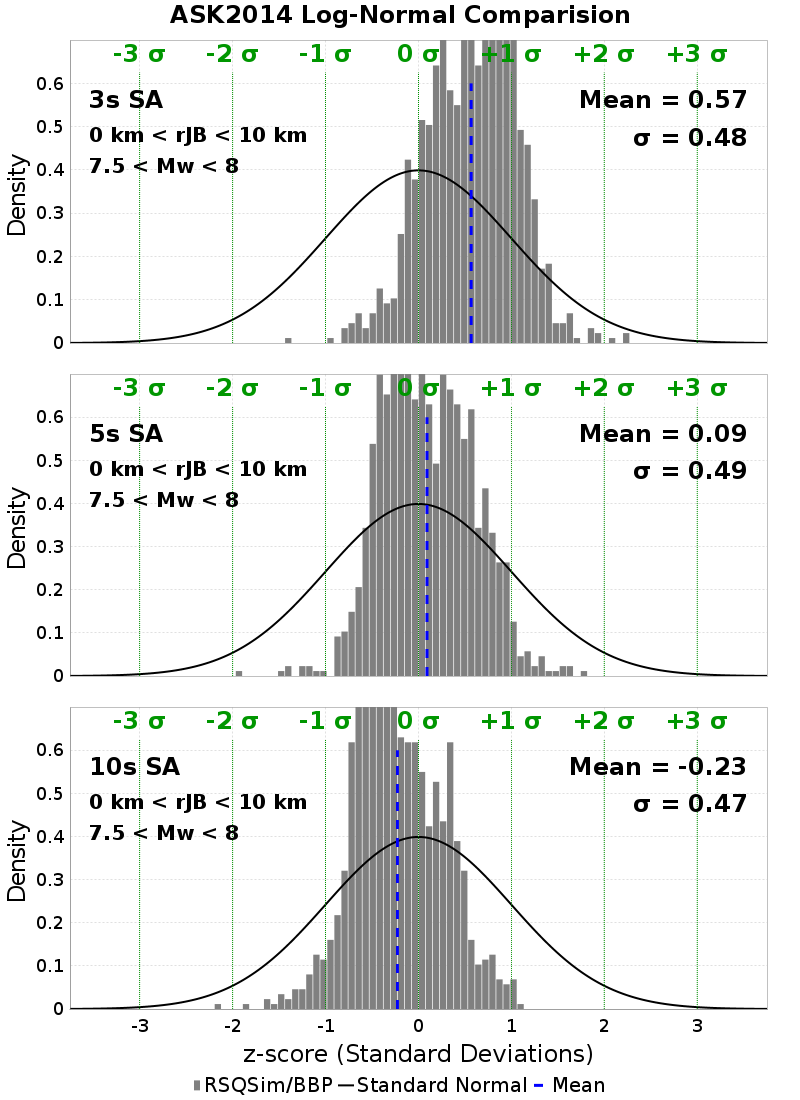 ASK2014 Log-Normal Comparision
-3 σ -2 σ -1 σ 0 σ +1 σ +2 σ +3 σ
3s SA
0 km < rJB < 10 km
7.5 < Mw < 8
Mean = 0.57
σ = 0.48
Density
0.6
0.5
0.4
0.3
0.2
0.1
0
-3 σ -2 σ -1 σ 0 σ +1 σ +2 σ +3 σ
5s SA
0 km < rJB < 10 km
7.5 < Mw < 8
Mean = 0.09
σ = 0.49
Density
0.6
0.5
0.4
0.3
0.2
0.1
0
-3 σ -2 σ -1 σ 0 σ +1 σ +2 σ +3 σ
10s SA
0 km < rJB < 10 km
7.5 < Mw < 8
Mean = -0.23
σ = 0.47
Density
0.6
0.5
0.4
0.3
0.2
0.1
0
-3 -2 -1 0 1 2 3
z-score (Standard Deviations)
RSQSim/BBP Standard Normal Mean